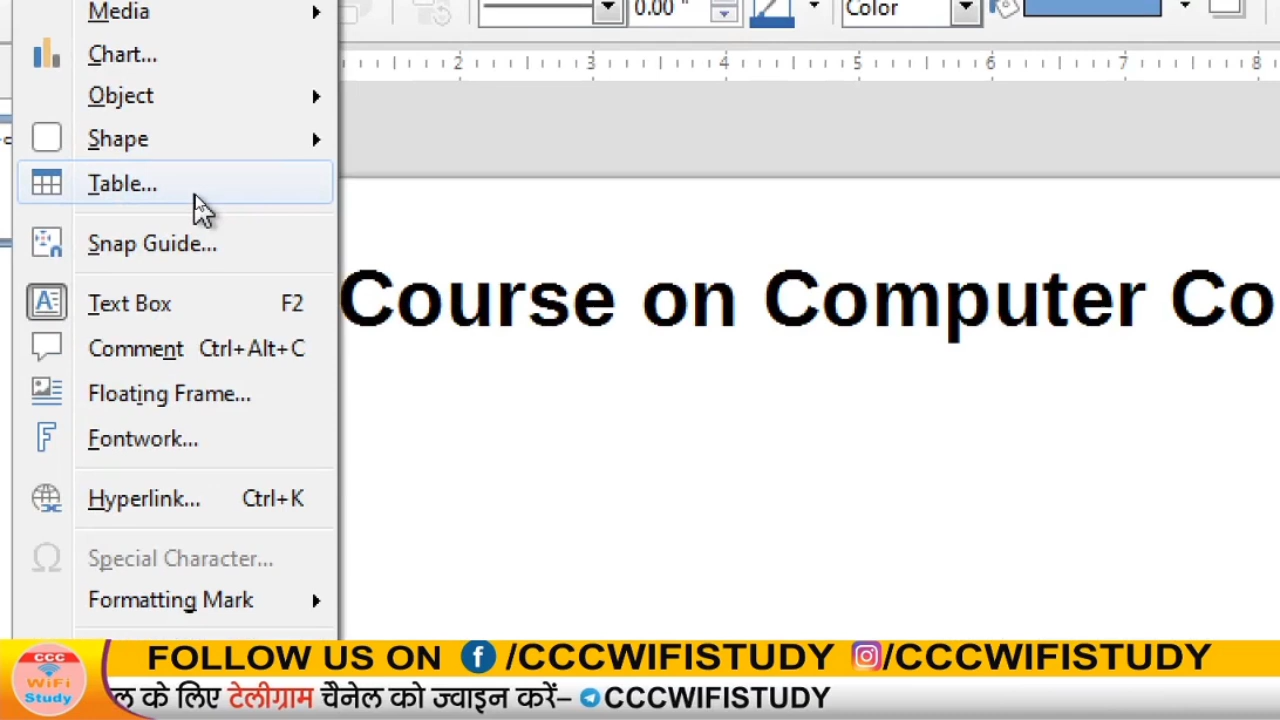 Media
0.00 "
Color
Chart...
2 3 4 5 6 7 8
Object
Shape
Table...
Snap Guide...
Course on Computer Co
Text Box F2
Comment Ctrl+Alt+C
Floating Frame...
Fontwork...
Hyperlink... Ctrl+K
Special Character...
Formatting Mark
FOLLOW US ON /CCCWIFISTUDY /CCCWIFISTUDY
CCC
WiFi
Study
के लिए टेलीग्राम चैनल को ज्वाइन करें– CCCWIFISTUDY